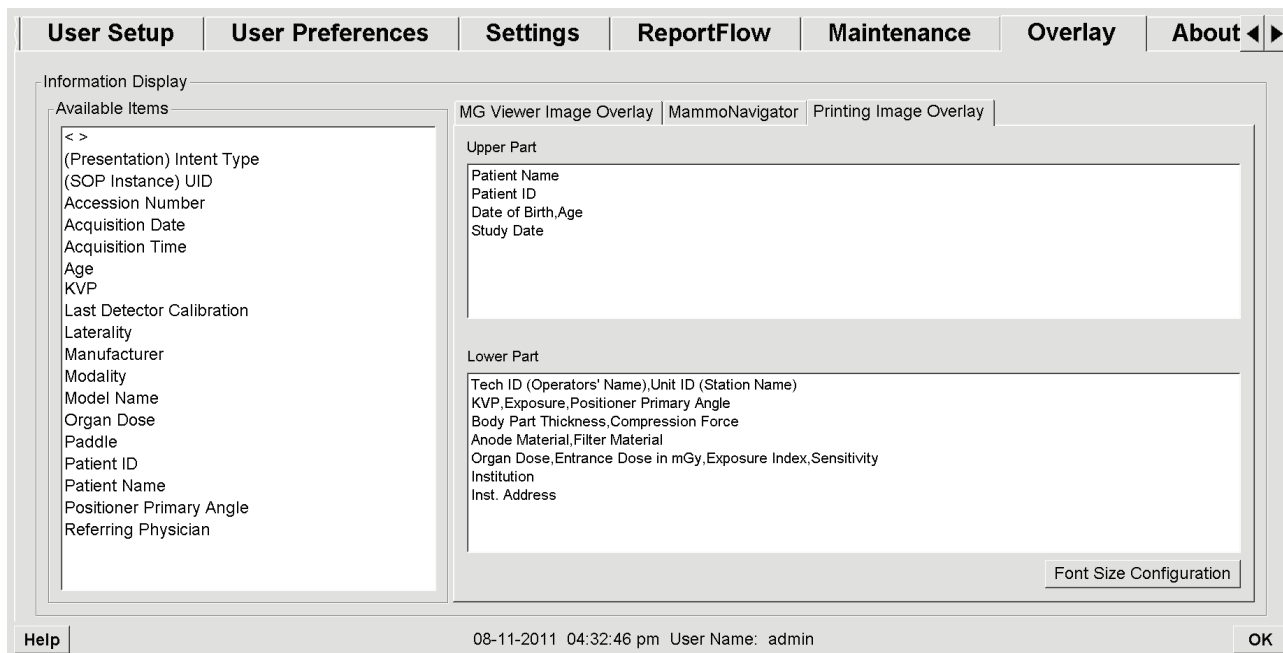 User Setup User Preferences Settings ReportFlow Maintenance Overlay About
Information Display
Available Items
< >
(Presentation) Intent Type
(SOP Instance) UID
Accession Number
Acquisition Date
Acquisition Time
Age
KVP
Last Detector Calibration
Laterality
Manufacturer
Modality
Model Name
Organ Dose
Paddle
Patient ID
Patient Name
Positioner Primary Angle
Referring Physician
MG Viewer Image Overlay MammoNavigator Printing Image Overlay
Upper Part
Patient Name
Patient ID
Date of Birth,Age
Study Date
Lower Part
Tech ID (Operators' Name),Unit ID (Station Name)
KVP,Exposure,Positioner Primary Angle
Body Part Thickness,Compression Force
Anode Material,Filter Material
Organ Dose,Entrance Dose in mGy,Exposure Index,Sensitivity
Institution
Inst. Address
Font Size Configuration
Help 08-11-2011 04:32:46 pm User Name: admin OK